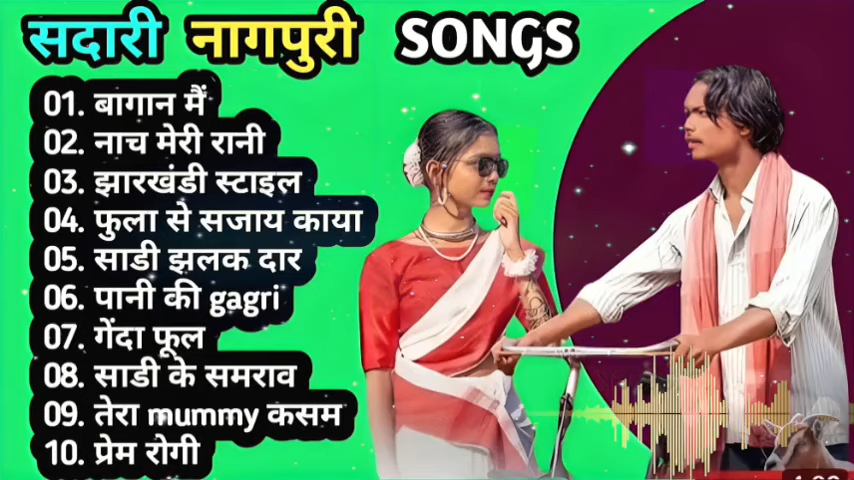 सदारी नागपुरी SONGS
01. बागान मैं
02. नाच मेरी रानी
03. झारखंडी स्टाइल
04. फुला से सजाय काया
05. साडी झलक दार
06. पानी की gagri
07. गेंदा फूल
08. साडी के समराव
09. तेरा mummy कसम
10. प्रेम रोगी